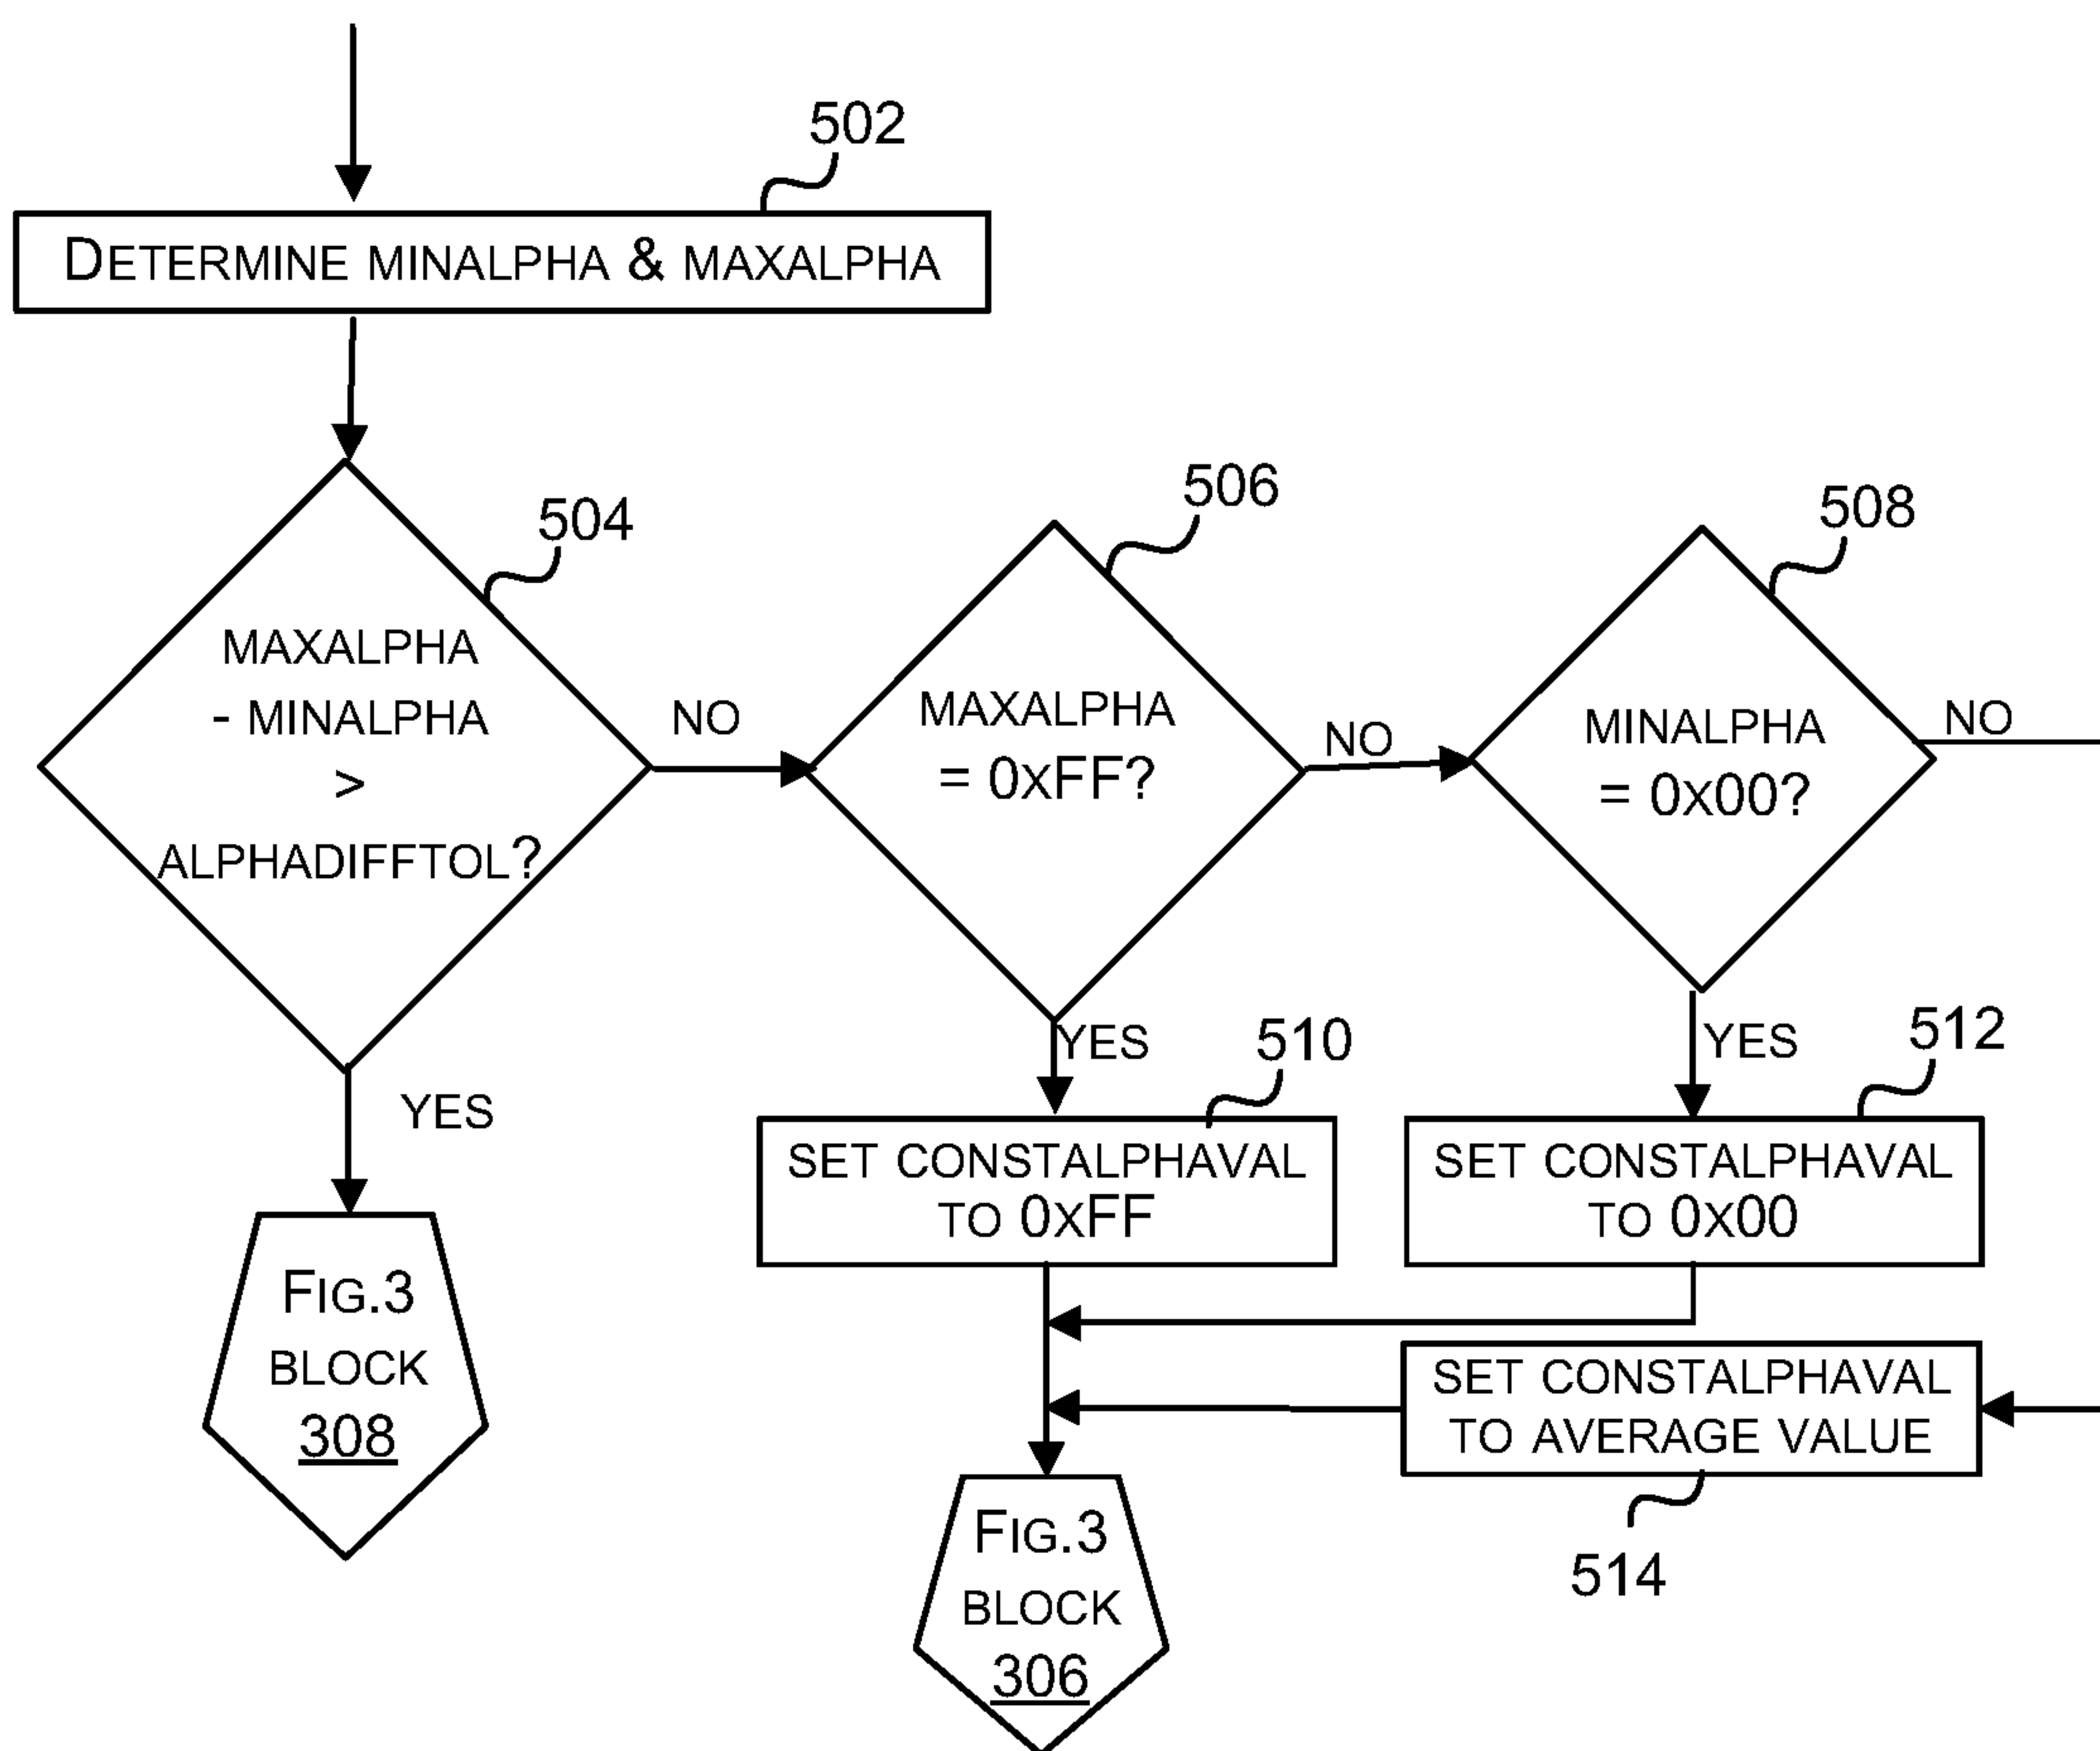 502
DETERMINE MINALPHA & MAXALPHA
504
MAXALPHA
- MINALPHA
>
ALPHADIFFTOL?
NO
YES
506
MAXALPHA
= 0XFF?
NO
YES
508
MINALPHA
= 0X00?
NO
YES
510
SET CONSTALPHAVAL
TO 0XFF
512
SET CONSTALPHAVAL
TO 0X00
SET CONSTALPHAVAL
TO AVERAGE VALUE
514
FIG.3
BLOCK
308
FIG.3
BLOCK
306